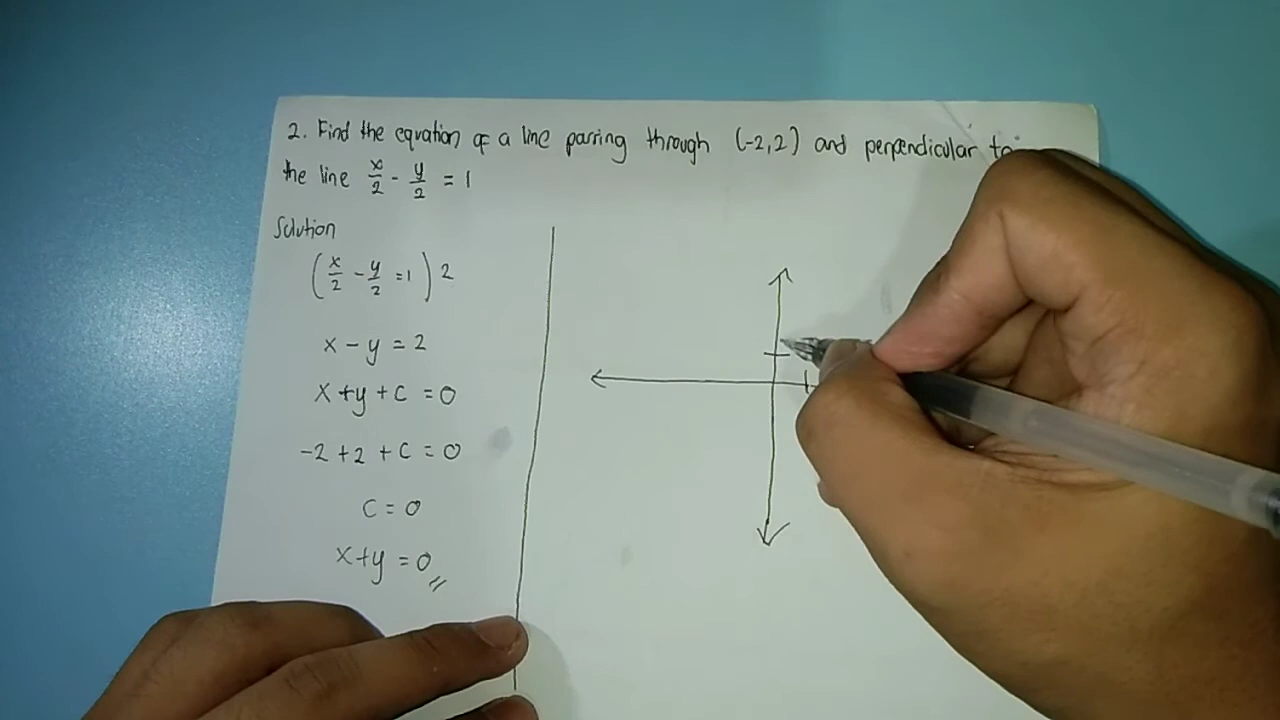 2. Find the equation of a line passing through (-2,2) and perpendicular to
the line x/2 - y/2 = 1
Solution
(x/2 - y/2 = 1) 2
x - y = 2
x + y + c = 0
-2 + 2 + c = 0
c = 0
x + y = 0